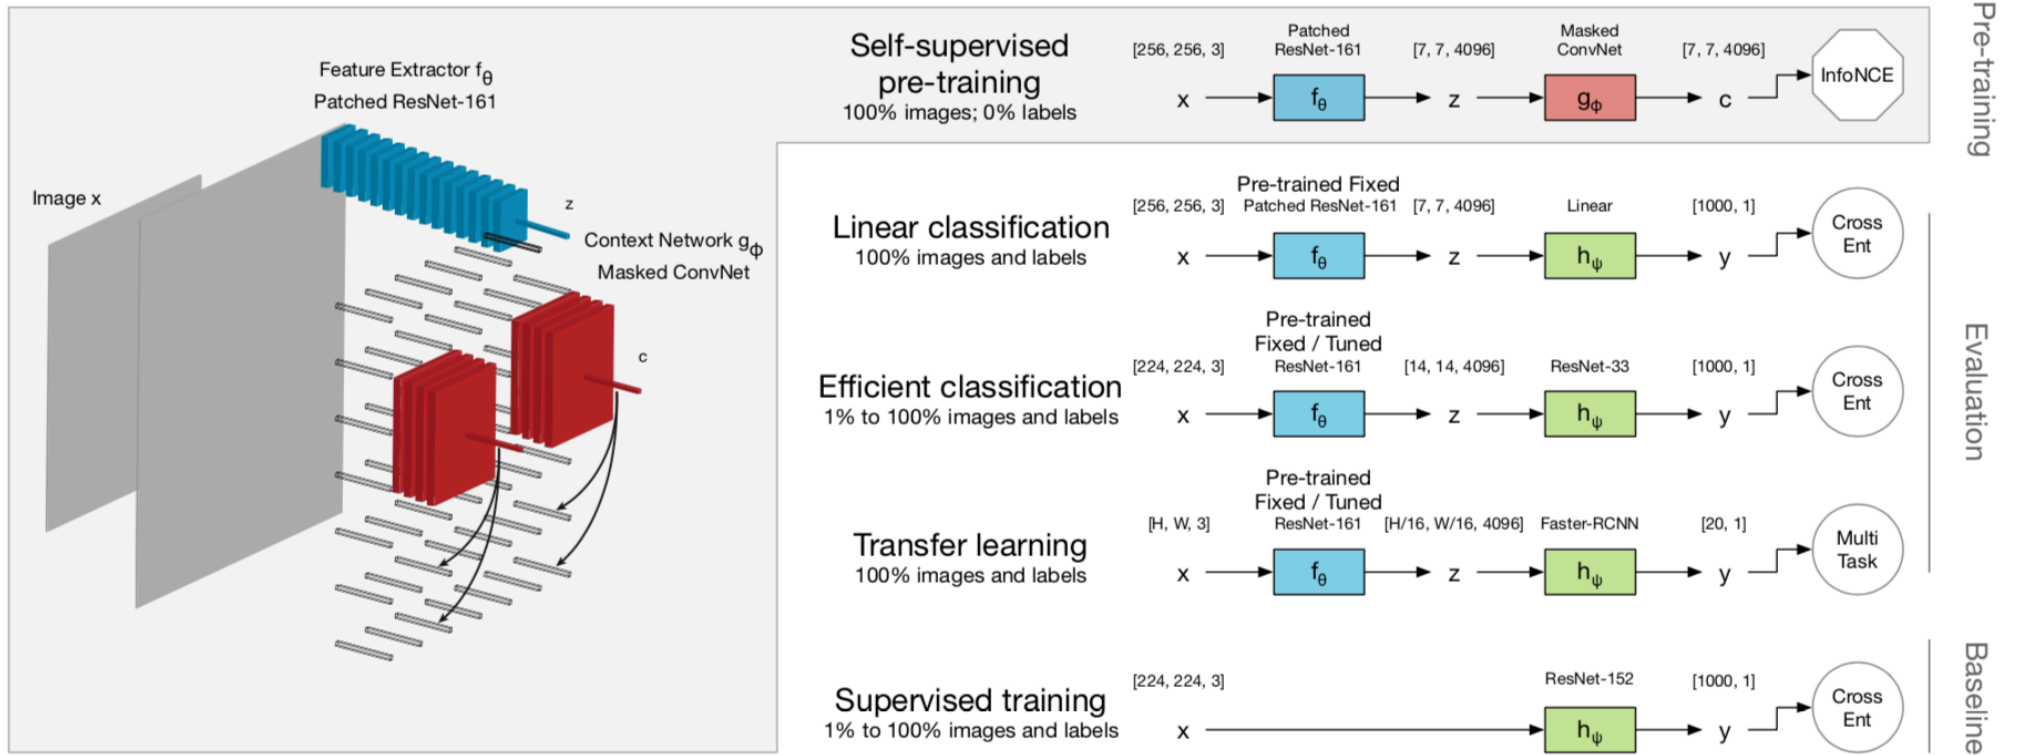 Feature Extractor fθ
Patched ResNet-161
Image x
z
Context Network gϕ
Masked ConvNet
c
Self-supervised
pre-training
100% images; 0% labels
[256, 256, 3]
Patched
ResNet-161
[7, 7, 4096]
Masked
ConvNet
[7, 7, 4096]
x
fθ
z
gϕ
c
InfoNCE
Pre-training
Linear classification
100% images and labels
[256, 256, 3]
Pre-trained Fixed
Patched ResNet-161
[7, 7, 4096]
Linear
[1000, 1]
x
fθ
z
hψ
y
Cross
Ent
Efficient classification
1% to 100% images and labels
[224, 224, 3]
Pre-trained
Fixed / Tuned
ResNet-161
[14, 14, 4096]
ResNet-33
[1000, 1]
x
fθ
z
hψ
y
Cross
Ent
Evaluation
Transfer learning
100% images and labels
[H, W, 3]
Pre-trained
Fixed / Tuned
ResNet-161
[H/16, W/16, 4096]
Faster-RCNN
[20, 1]
x
fθ
z
hψ
y
Multi
Task
Supervised training
1% to 100% images and labels
[224, 224, 3]
ResNet-152
[1000, 1]
x
hψ
y
Cross
Ent
Baseline